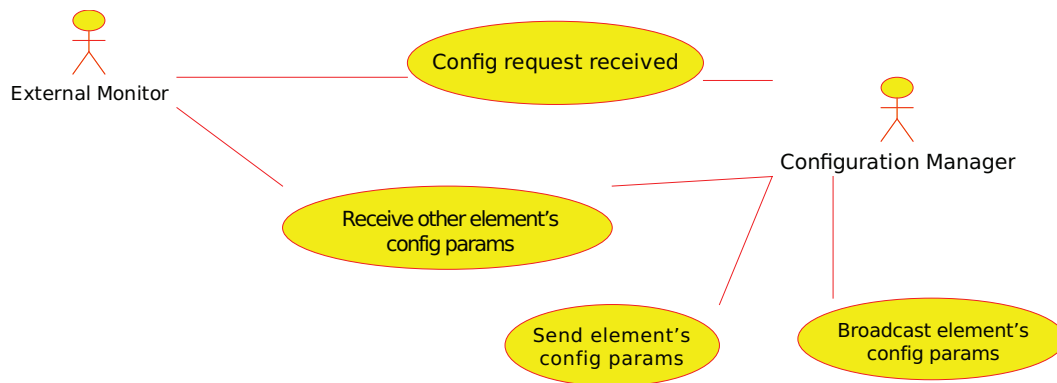 Config request received
External Monitor
Configuration Manager
Receive other element's
config params
Send element's
config params
Broadcast element's
config params